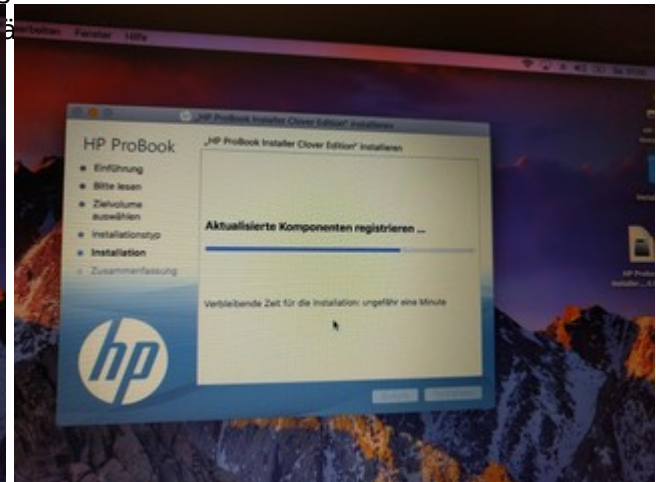 Fenster Hilfe
„HP ProBook Installer Clover Edition“ installieren
HP ProBook
„HP ProBook Installer Clover Edition“ installieren
Einführung
Bitte lesen
Zielvolume
auswählen
Installationstyp
Installation
Zusammenfassung
Aktualisierte Komponenten registrieren ...
Verbleibende Zeit für die Installation: ungefähr eine Minute
hp